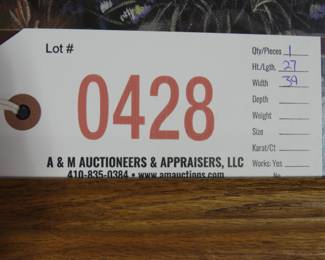 Lot #
0428
A & M AUCTIONEERS & APPRAISERS, LLC
410-835-0384 • www.amauctions.com
Qty/Pieces 1
Ht./Lgth. 27
Width 39
Depth
Weight
Size
Karat/Ct
Works: Yes
No